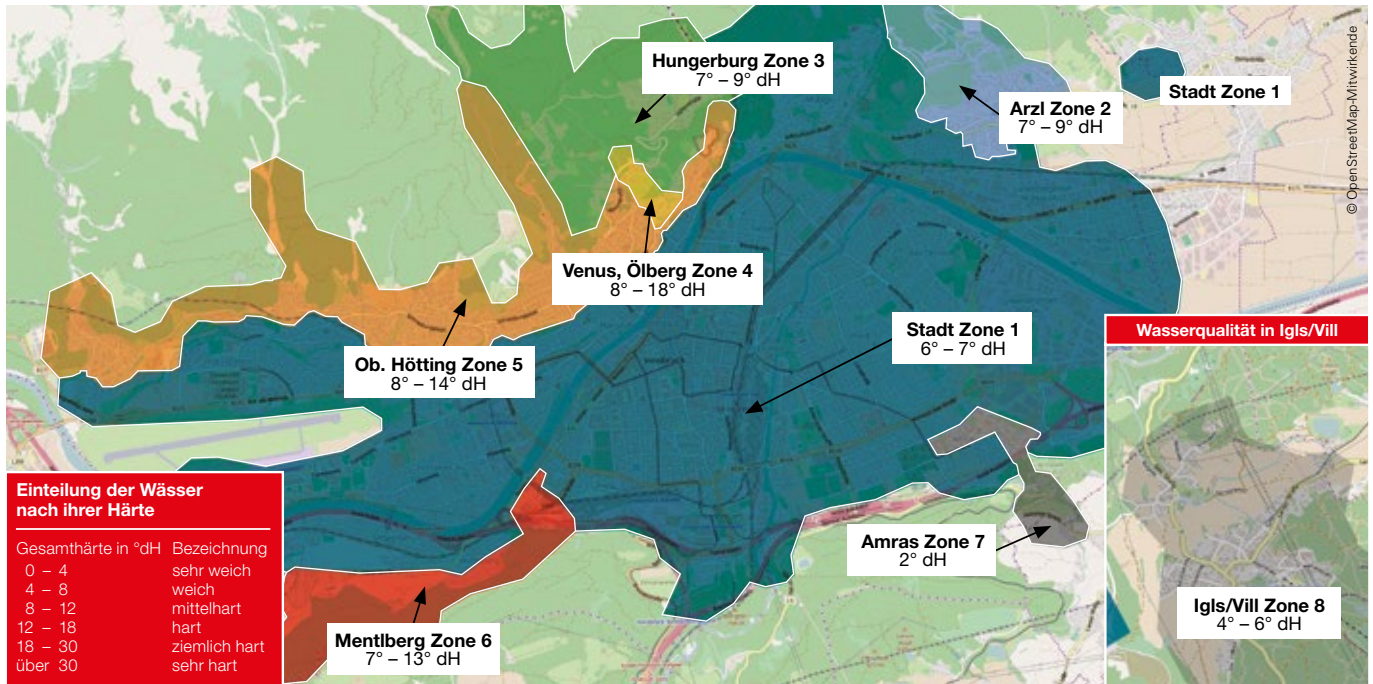 Hungerburg Zone 3
7° – 9° dH
Arzl Zone 2
7° – 9° dH
Stadt Zone 1
© OpenStreetMap-Mitwirkende
Venus, Ölberg Zone 4
8° – 18° dH
Stadt Zone 1
6° – 7° dH
Ob. Hötting Zone 5
8° – 14° dH
Wasserqualität in Igls/Vill
Einteilung der Wässer
nach ihrer Härte
Gesamthärte in °dH Bezeichnung
0 – 4 sehr weich
4 – 8 weich
8 – 12 mittelhart
12 – 18 hart
18 – 30 ziemlich hart
über 30 sehr hart
Mentlberg Zone 6
7° – 13° dH
Amras Zone 7
2° dH
Igls/Vill Zone 8
4° – 6° dH